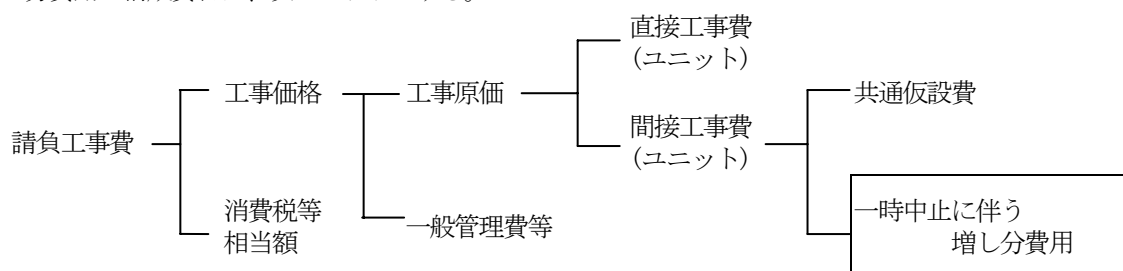 直接工事費
(ユニット)
工事価格
工事原価
共通仮設費
請負工事費
間接工事費
(ユニット)
消費税等
相当額
一般管理費等
一時中止に伴う
増し分費用